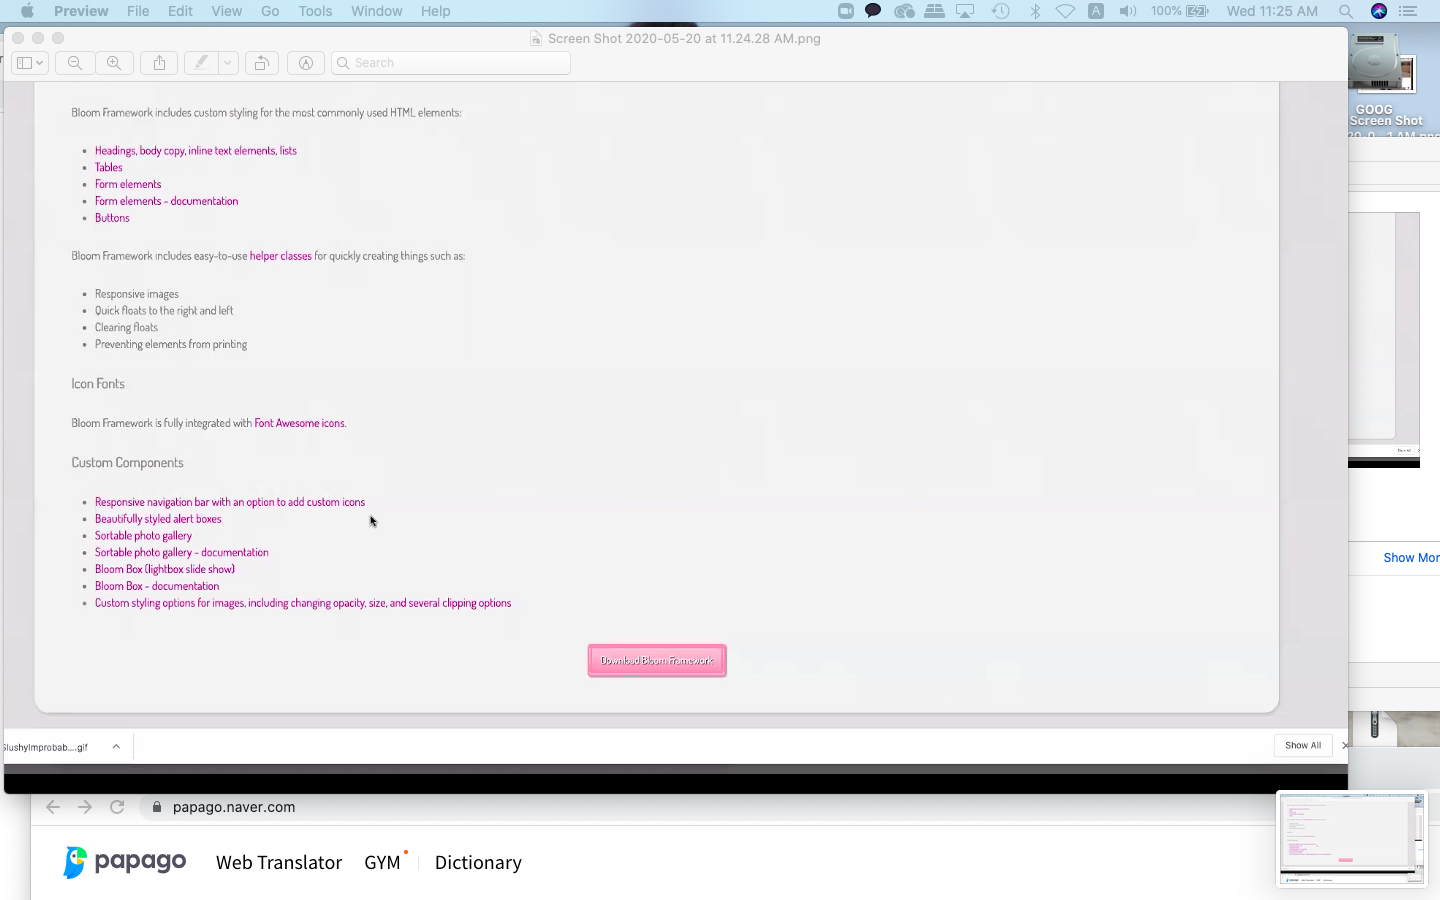 Preview File Edit View Go Tools Window Help 100% Wed 11:25 AM
Screen Shot 2020-05-20 at 11.24.28 AM.png
Search
GOOG
Screen Shot
Bloom Framework includes custom styling for the most commonly used HTML elements:
Headings, body copy, inline text elements, lists
Tables
Form elements
Form elements - documentation
Buttons
Bloom Framework includes easy-to-use helper classes for quickly creating things such as:
Responsive images
Quick floats to the right and left
Clearing floats
Preventing elements from printing
Icon Fonts
Bloom Framework is fully integrated with Font Awesome icons.
Custom Components
Responsive navigation bar with an option to add custom icons
Beautifully styled alert boxes
Sortable photo gallery
Sortable photo gallery - documentation
Bloom Box (lightbox slide show)
Bloom Box - documentation
Custom styling options for images, including changing opacity, size, and several clipping options
Show Mor
Download Bloom Framework
SlushyImprobab....gif
Show All
papago.naver.com
papago Web Translator GYM Dictionary